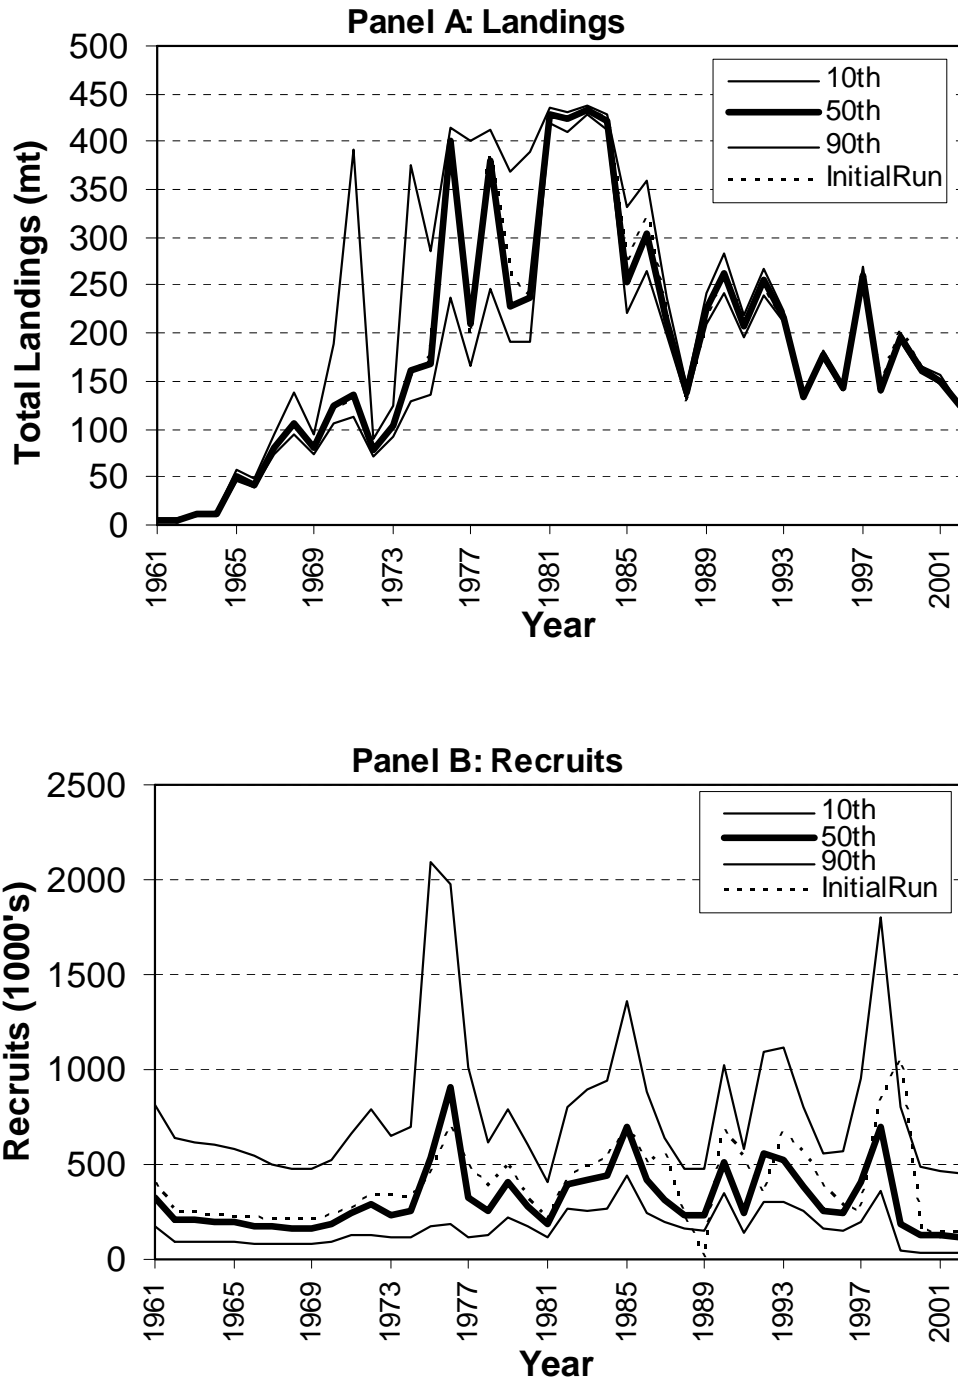 Panel A: Landings
500
450
400
350
300
250
200
150
100
50
0
Total Landings (mt)
10th
50th
90th
InitialRun
1961
1965
1969
1973
1977
1981
1985
1989
1993
1997
2001
Year
Panel B: Recruits
2500
2000
1500
1000
500
0
Recruits (1000's)
10th
50th
90th
InitialRun
1961
1965
1969
1973
1977
1981
1985
1989
1993
1997
2001
Year